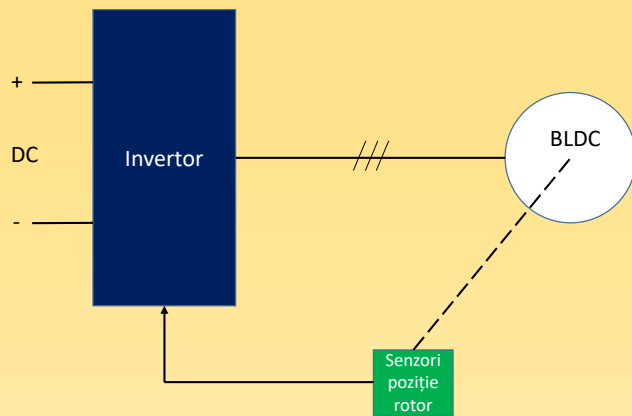 +
DC
-
Invertor
BLDC
Senzori
poziție
rotor